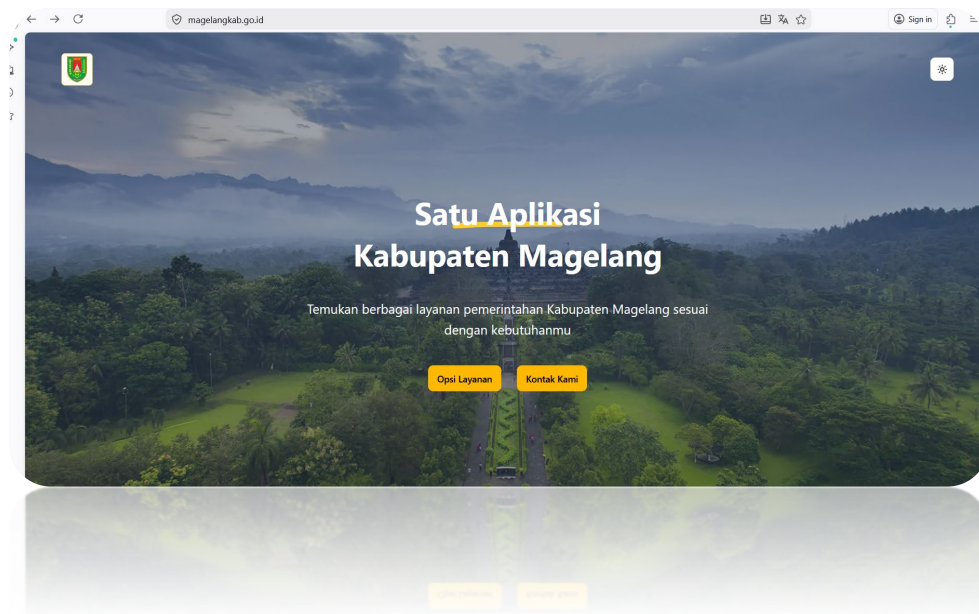 magelangkab.go.id
Sign in
Satu Aplikasi
Kabupaten Magelang
Temukan berbagai layanan pemerintahan Kabupaten Magelang sesuai
dengan kebutuhanmu
Opsi Layanan
Kontak Kami